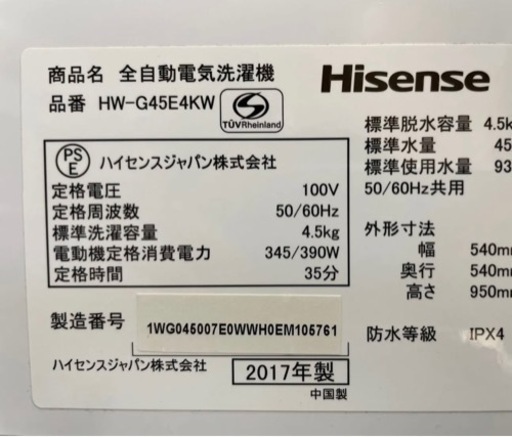 商品名 全自動電気洗濯機
Hisense
品番 HW-G45E4KW
TÜVRheinland
PS
E
ハイセンスジャパン株式会社
定格電圧 100V
定格周波数 50/60Hz
標準洗濯容量 4.5kg
電動機定格消費電力 345/390W
定格時間 35分
標準脱水容量 4.5k
標準水量 45
標準使用水量 93
50/60Hz共用
外形寸法
幅 540m
奥行 540m
高さ 950m
製造番号 1WG045007E0WWH0EM105761
防水等級 IPX4
ハイセンスジャパン株式会社 2017年製
中国製